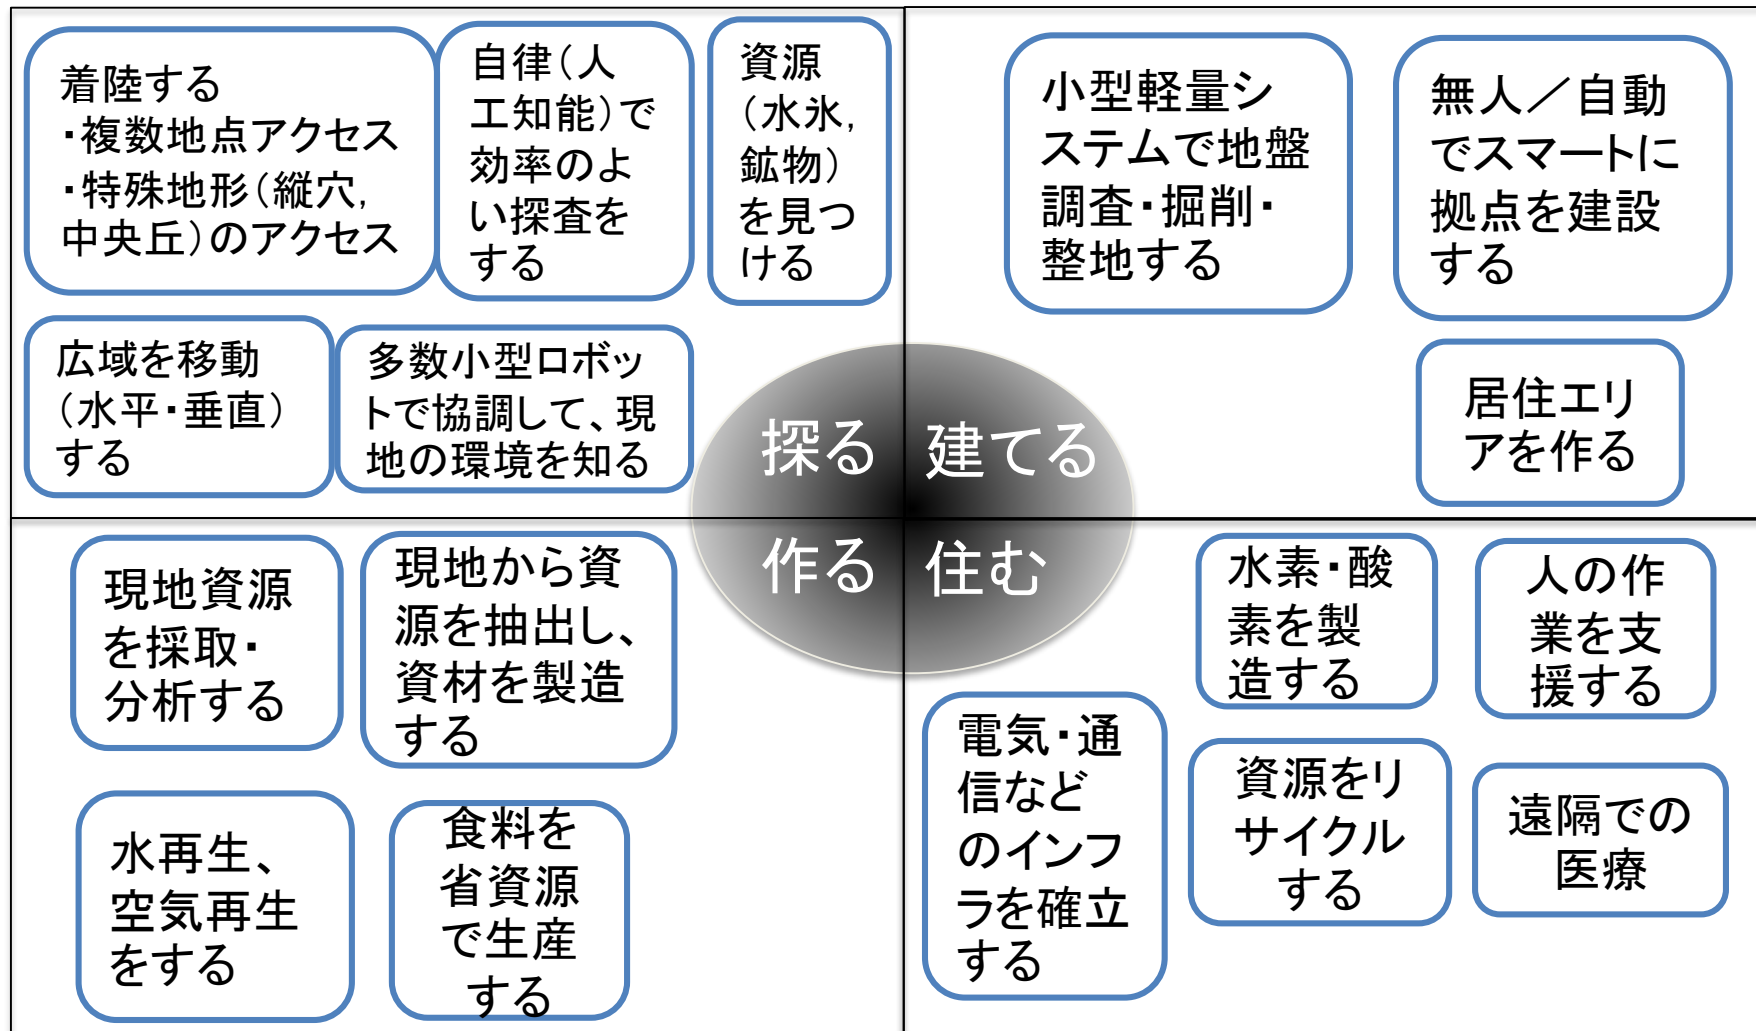 着陸する
・複数地点アクセス
・特殊地形（縦穴,
中央丘）のアクセス
自律（人
工知能）で
効率のよ
い探査を
する
資源
（水氷,
鉱物）
を見つ
ける
広域を移動
（水平・垂直）
する
多数小型ロボッ
トで協調して、現
地の環境を知る
小型軽量シ
ステムで地盤
調査・掘削・
整地する
無人／自動
でスマートに
拠点を建設
する
居住エリ
アを作る
探る
建てる
作る
住む
現地資源
を採取・
分析する
現地から資
源を抽出し、
資材を製造
する
水再生、
空気再生
をする
食料を
省資源
で生産
する
水素・酸
素を製
造する
人の作
業を支
援する
電気・通
信など
のインフ
ラを確立
する
資源をリ
サイクル
する
遠隔での
医療